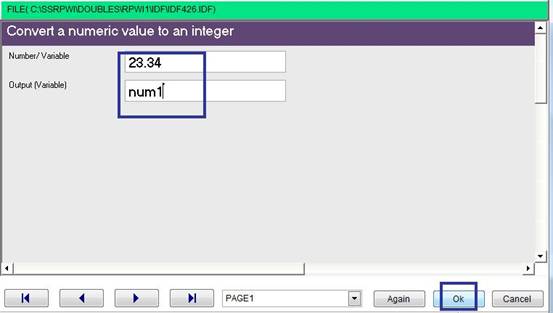 FILE( C:\SSRPWI\DOUBLES\RPWI1\IDF\IDF426.IDF)
Convert a numeric value to an integer
Number/ Variable
23.34
Output (Variable)
num1
PAGE1
Again
Ok
Cancel